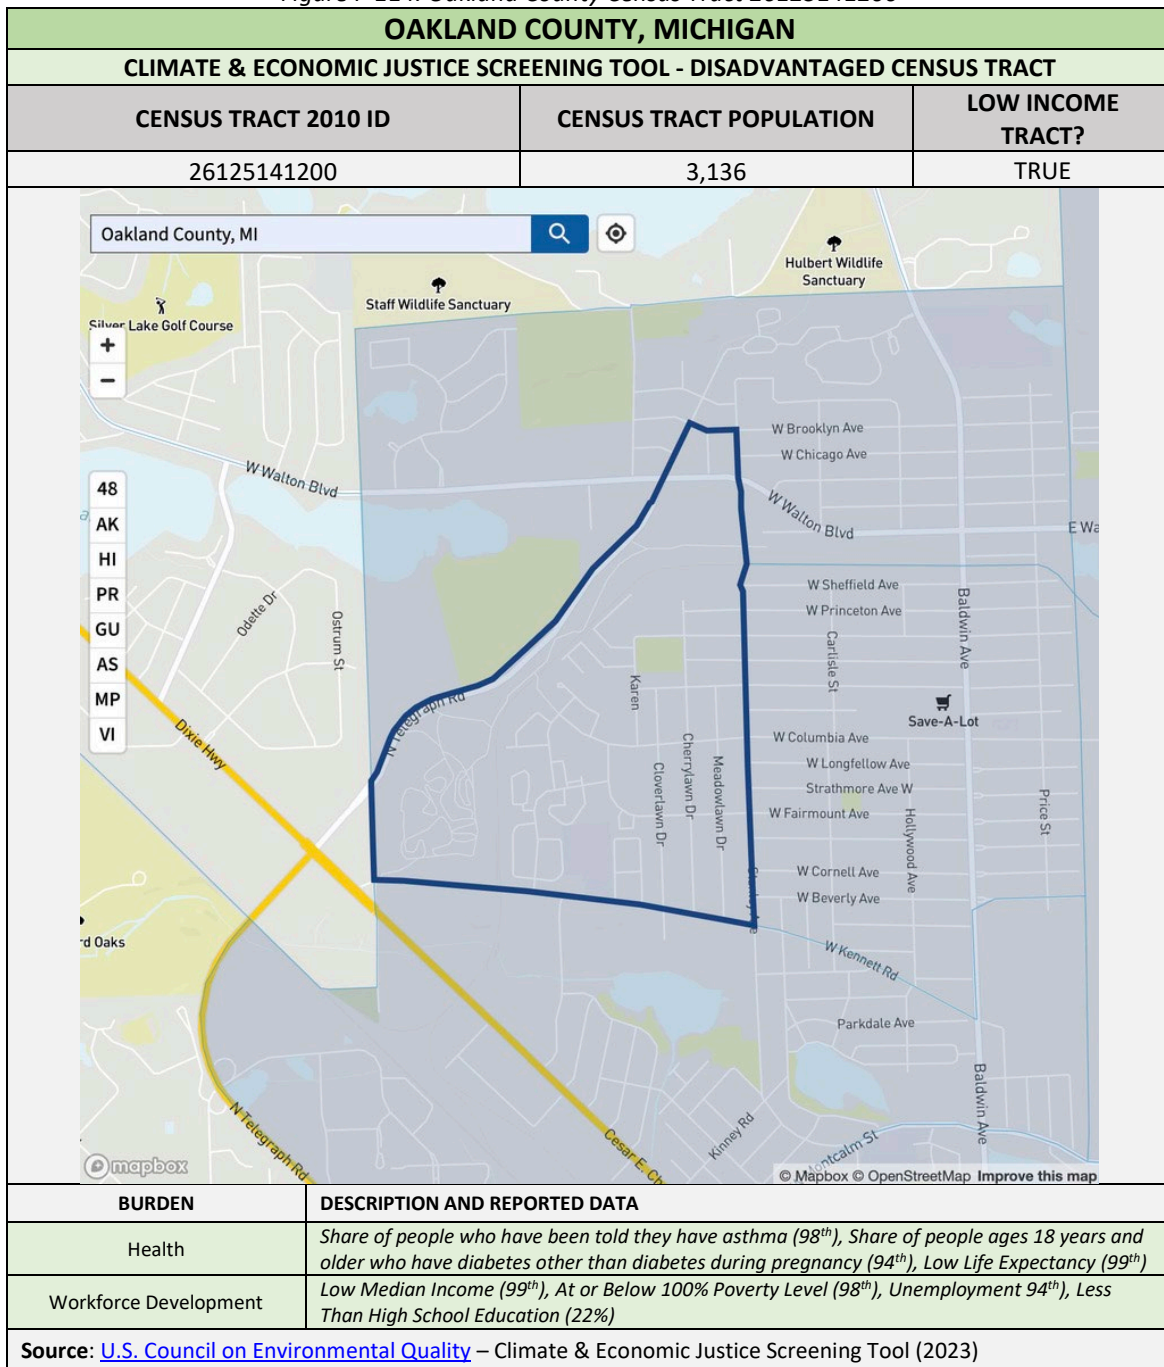 OAKLAND COUNTY, MICHIGAN
CLIMATE & ECONOMIC JUSTICE SCREENING TOOL - DISADVANTAGED CENSUS TRACT
CENSUS TRACT 2010 ID
CENSUS TRACT POPULATION
LOW INCOME
TRACT?
26125141200
3,136
TRUE
Oakland County, MI
Hulbert Wildlife
Sanctuary
Staff Wildlife Sanctuary
Silver Lake Golf Course
+
−
W Brooklyn Ave
W Chicago Ave
W Walton Blvd
W Walton Blvd
E Wa
48
AK
HI
PR
GU
AS
MP
VI
Odette Dr
Ostrum St
W Sheffield Ave
W Princeton Ave
Baldwin Ave
Carlisle St
Karen
Save-A-Lot
N Telegraph Rd
Dixie Hwy
W Columbia Ave
Cherrylawn Dr
Cloverlawn Dr
Meadowlawn Dr
W Longfellow Ave
Strathmore Ave W
Price St
W Fairmount Ave
Hollywood Ave
W Cornell Ave
W Beverly Ave
rd Oaks
W Kennett Rd
Parkdale Ave
Baldwin Ave
N Telegraph Rd
Cesar E. Ch
Kinney Rd
ontcalm St
mapbox
© Mapbox © OpenStreetMap Improve this map
BURDEN
DESCRIPTION AND REPORTED DATA
Health
Share of people who have been told they have asthma (98th), Share of people ages 18 years and
older who have diabetes other than diabetes during pregnancy (94th), Low Life Expectancy (99th)
Workforce Development
Low Median Income (99th), At or Below 100% Poverty Level (98th), Unemployment 94th), Less
Than High School Education (22%)
Source: U.S. Council on Environmental Quality – Climate & Economic Justice Screening Tool (2023)